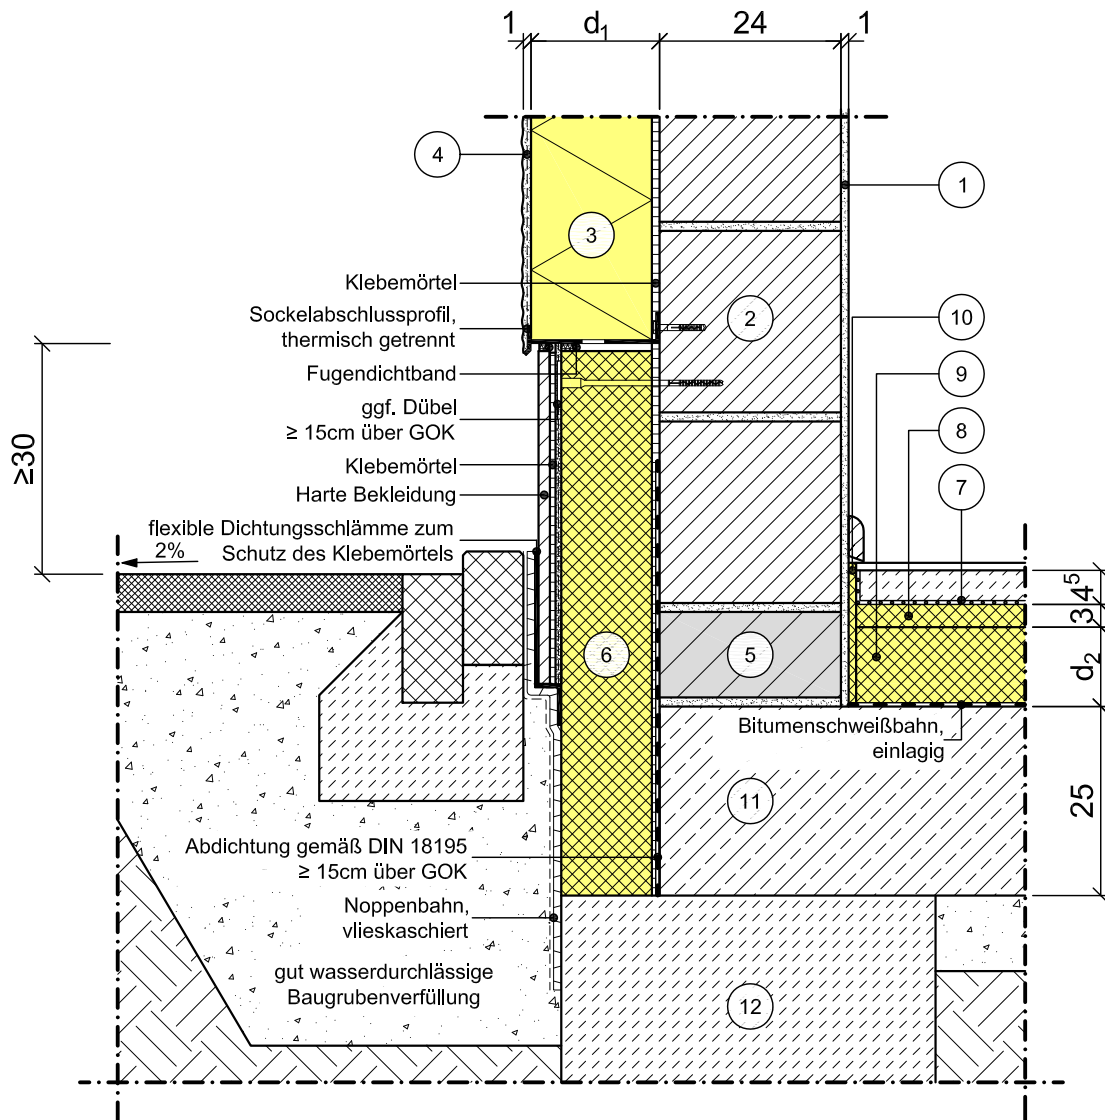 1
d1
24
1
4
1
3
Klebemörtel
2
10
Sockelabschlussprofil,
thermisch getrennt
9
Fugendichtband
ggf. Dübel
≥ 15cm über GOK
8
≥30
Klebemörtel
7
Harte Bekleidung
flexible Dichtungsschlämme zum
Schutz des Klebemörtels
2%
4⁵
3
6
5
d2
Bitumenschweißbahn,
einlagig
11
25
Abdichtung gemäß DIN 18195
≥ 15cm über GOK
Noppenbahn,
vlieskaschiert
gut wasserdurchlässige
Baugrubenverfüllung
12